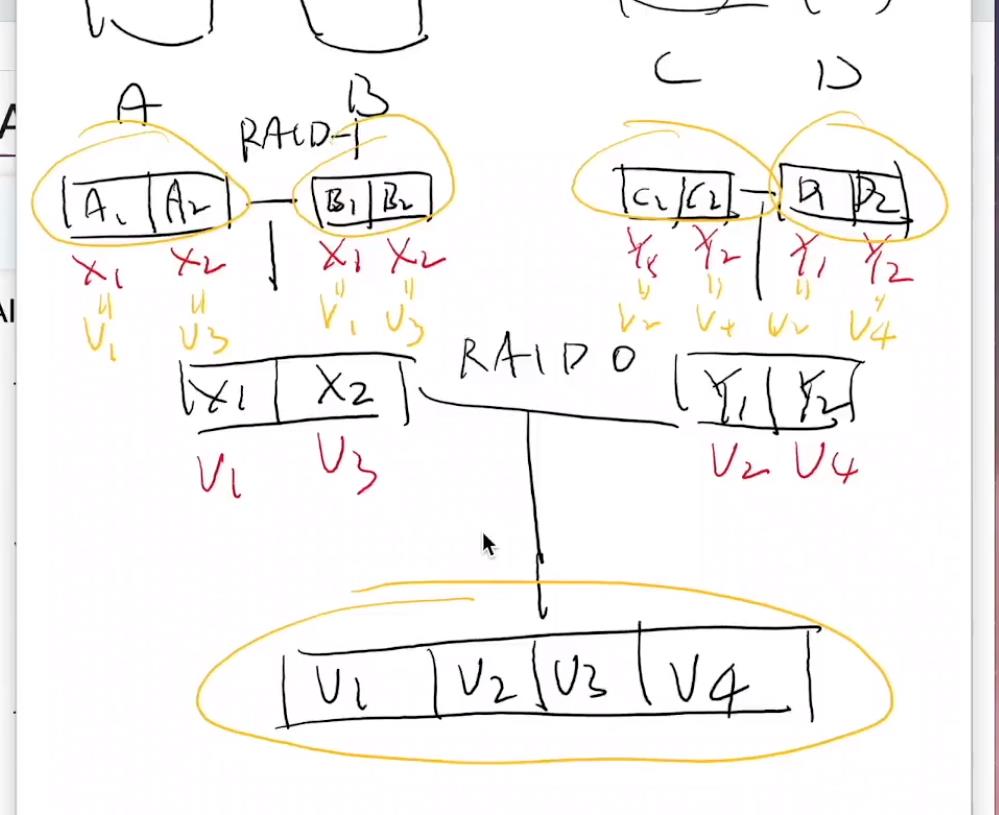 C D
A B
RAID-1
A1 A2 B1 B2 C1 C2 D1 D2
X1 X2 X1 X2 Y1 Y2 Y1 Y2
" " " " " " " "
V1 V3 V1 V3 V2 V4 V2 V4
RAID 0
X1 X2 Y1 Y2
V1 V3 V2 V4
V1 V2 V3 V4